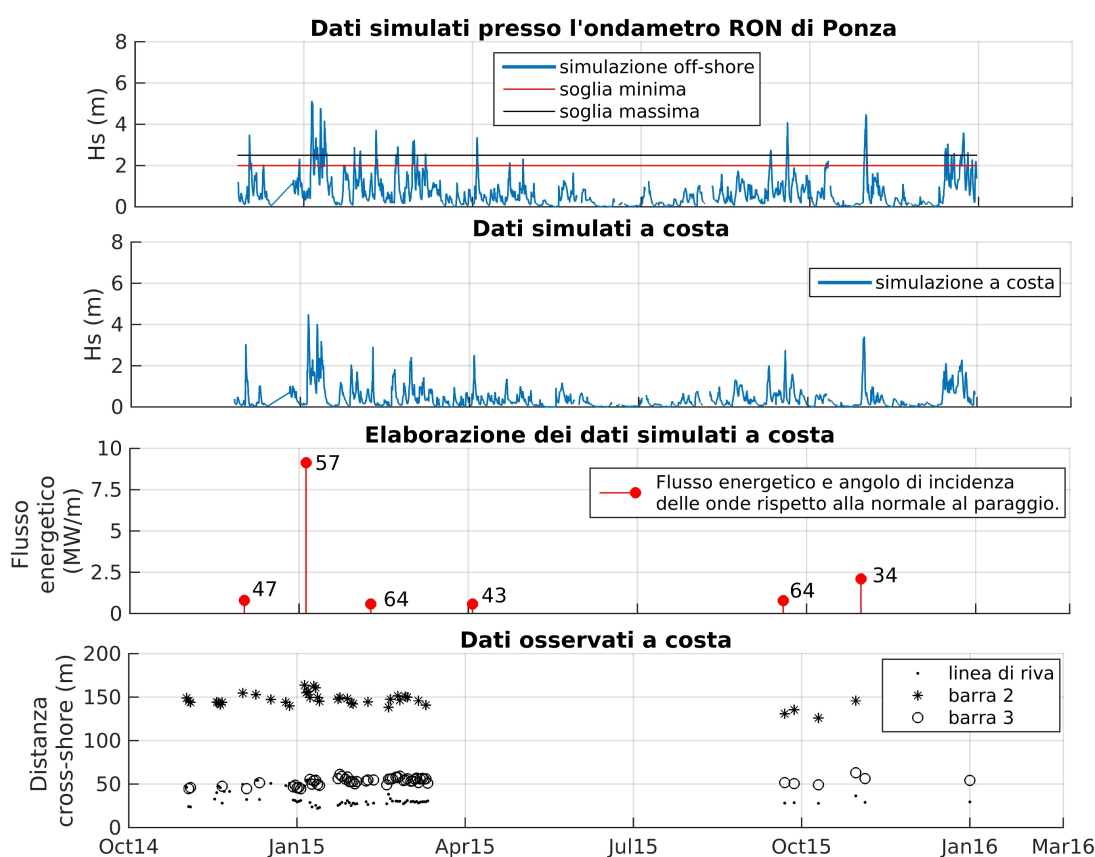 Dati simulati presso l'ondametro RON di Ponza
8
6
4
2
0
Hs (m)
simulazione off-shore
soglia minima
soglia massima
Dati simulati a costa
8
6
4
2
0
Hs (m)
simulazione a costa
Elaborazione dei dati simulati a costa
10
7.5
5
2.5
0
Flusso
energetico
(MW/m)
47
57
64
43
64
34
Flusso energetico e angolo di incidenza
delle onde rispetto alla normale al paraggio.
Dati osservati a costa
200
150
100
50
0
Distanza
cross-shore (m)
linea di riva
barra 2
barra 3
Oct14 Jan15 Apr15 Jul15 Oct15 Jan16 Mar16